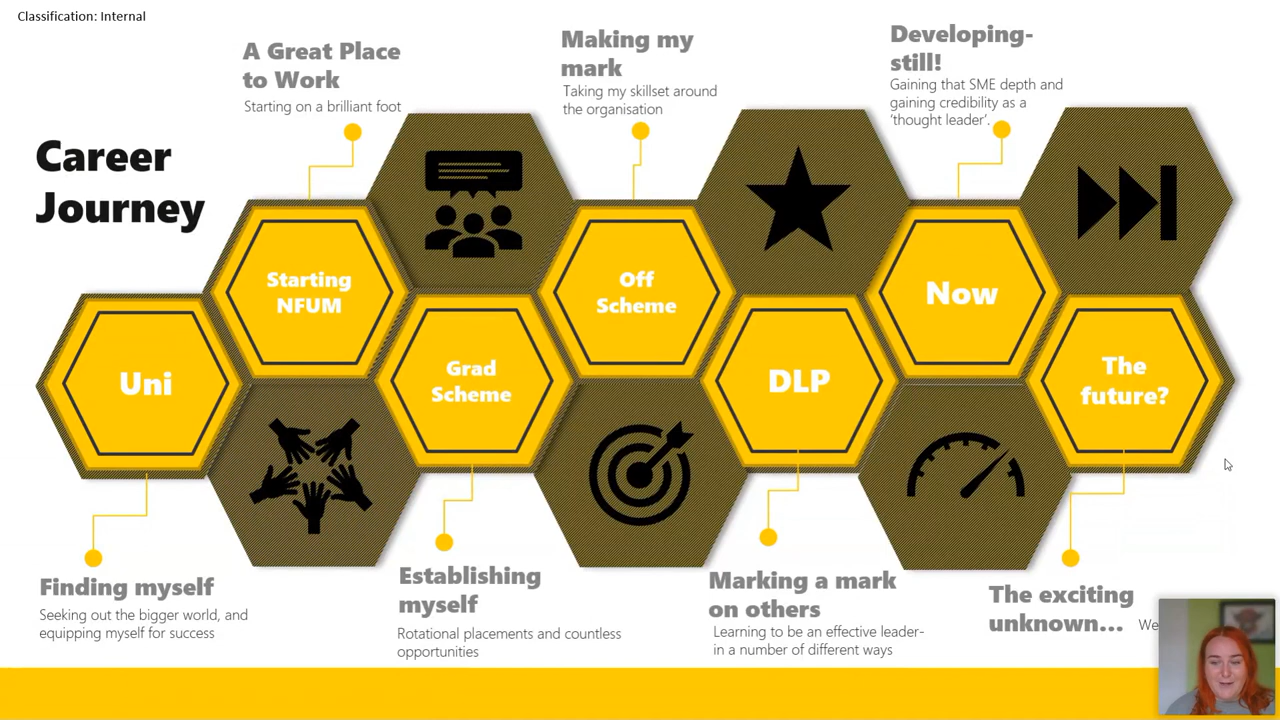 Classification: Internal
Career
Journey
A Great Place
to Work
Starting on a brilliant foot
Making my
mark
Taking my skillset around
the organisation
Developing-
still!
Gaining that SME depth and
gaining credibility as a
‘thought leader’.
Uni
Starting
NFUM
Grad
Scheme
Off
Scheme
DLP
Now
The
future?
Finding myself
Seeking out the bigger world, and
equipping myself for success
Establishing
myself
Rotational placements and countless
opportunities
Marking a mark
on others
Learning to be an effective leader-
in a number of different ways
The exciting
unknown...